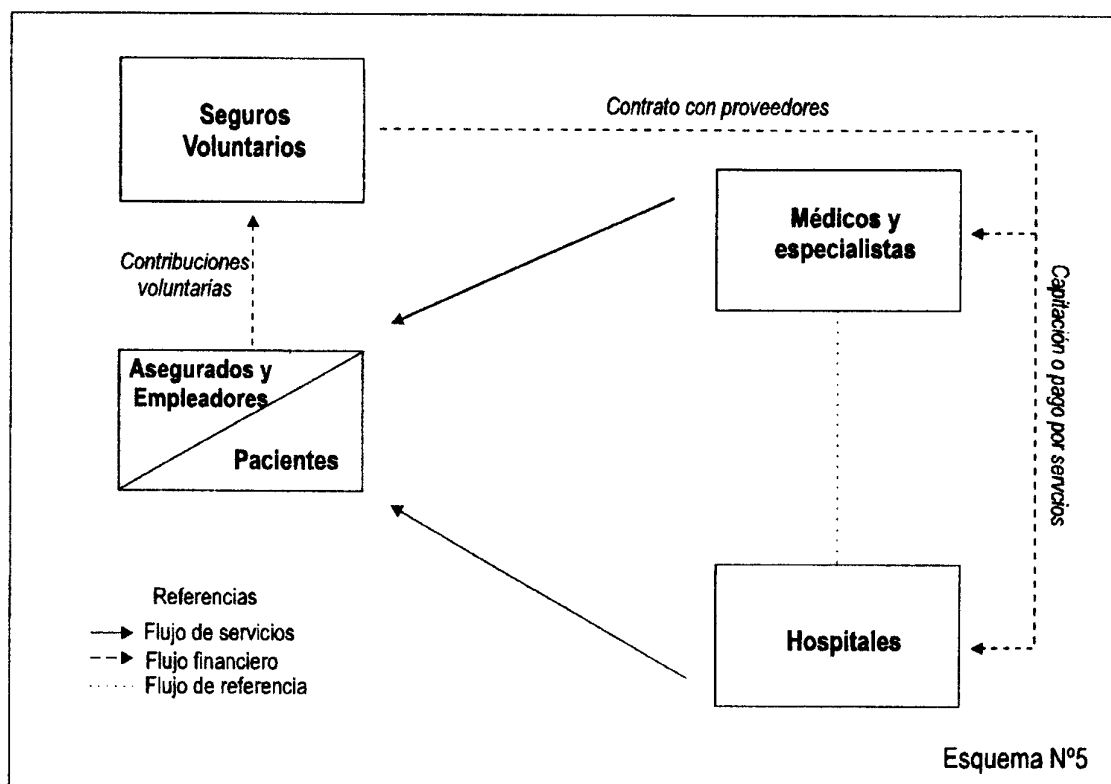 Seguros
Voluntarios
Contrato con proveedores
Médicos y
especialistas
Contribuciones
voluntarias
Capitación o pago por servicios
Asegurados y
Empleadores
Pacientes
Hospitales
Referencias
Flujo de servicios
Flujo financiero
Flujo de referencia
Esquema Nº5